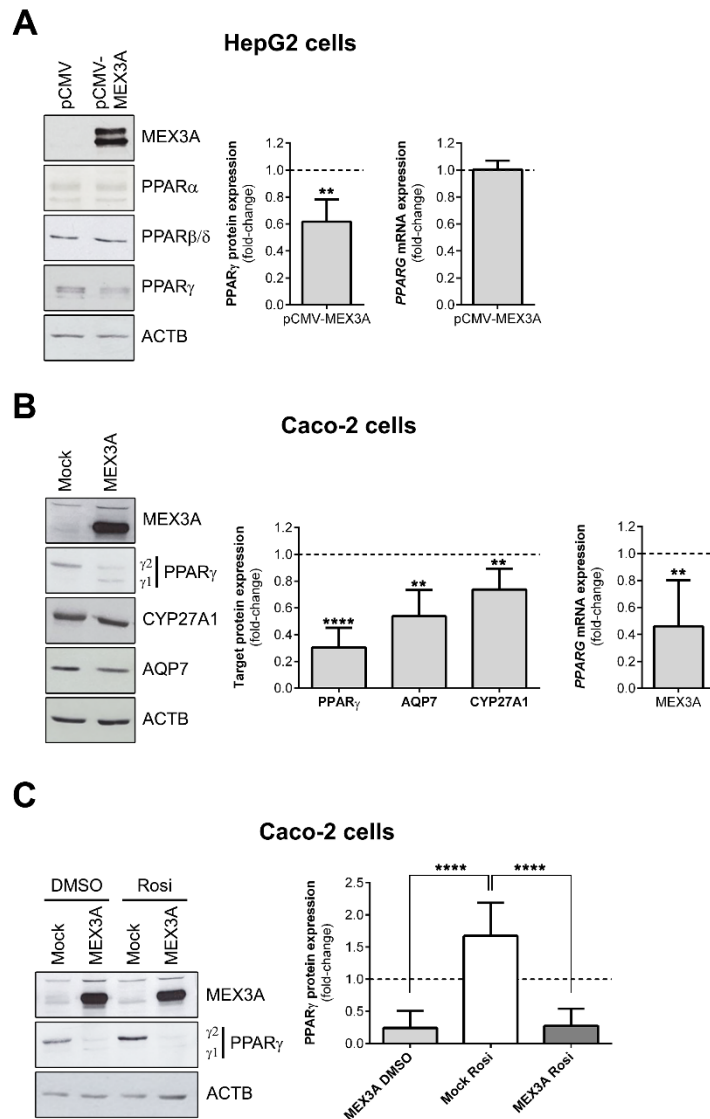 A
HepG2 cells
pCMV
pCMV-
MEX3A
MEX3A
PPARα
PPARβ/δ
PPARγ
ACTB
PPARγ protein expression
(fold-change)
1.2
1.0
0.8
0.6
0.4
0.2
0.0
**
pCMV-MEX3A
PPARG mRNA expression
(fold-change)
1.2
1.0
0.8
0.6
0.4
0.2
0.0
pCMV-MEX3A
B
Caco-2 cells
Mock
MEX3A
MEX3A
γ2
γ1
PPARγ
CYP27A1
AQP7
ACTB
Target protein expression
(fold-change)
1.2
1.0
0.8
0.6
0.4
0.2
0.0
****
**
**
PPARγ
AQP7
CYP27A1
PPARG mRNA expression
(fold-change)
1.2
1.0
0.8
0.6
0.4
0.2
0.0
**
MEX3A
C
Caco-2 cells
DMSO
Rosi
Mock
MEX3A
Mock
MEX3A
MEX3A
γ2
γ1
PPARγ
ACTB
PPARγ protein expression
(fold-change)
2.5
2.0
1.5
1.0
0.5
0.0
****
****
MEX3A DMSO
Mock Rosi
MEX3A Rosi